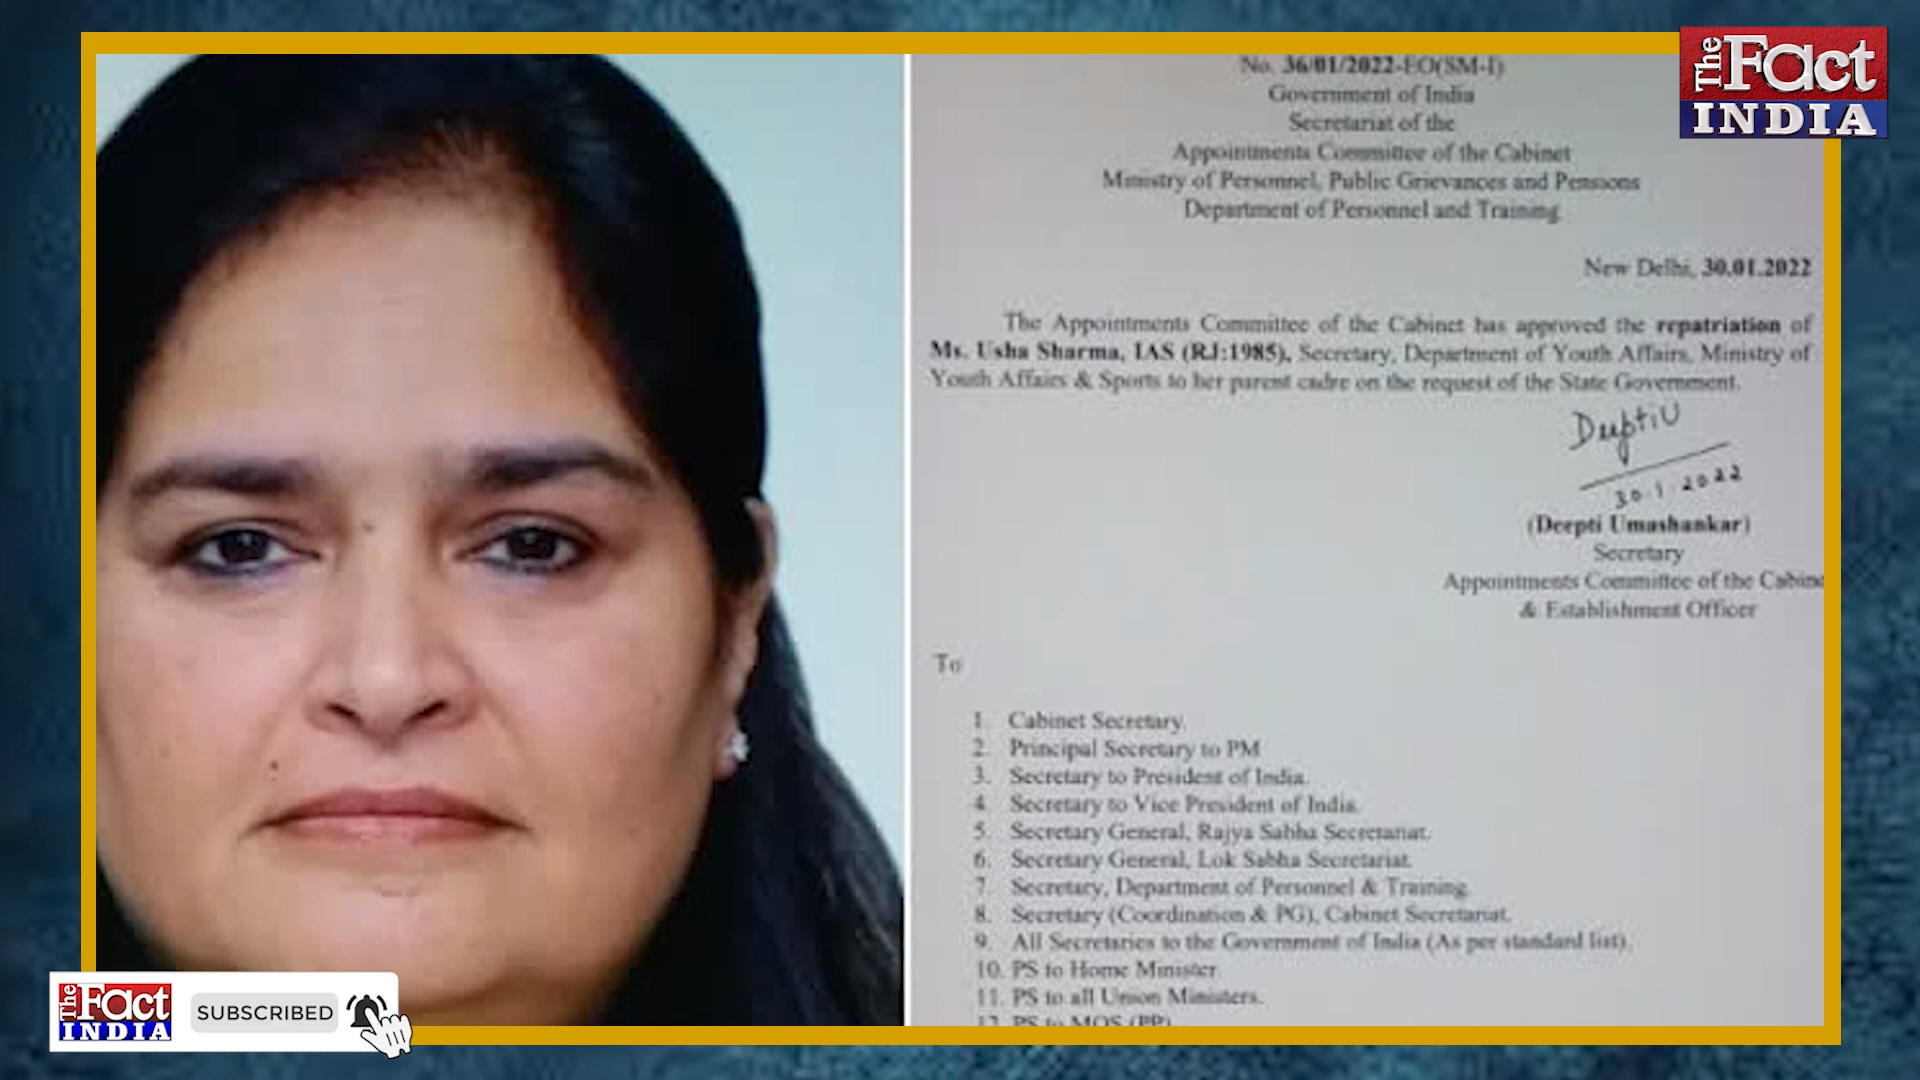 The Fact
INDIA
No. 36/01/2022-EO(SM-I)
Government of India
Secretariat of the
Appointments Committee of the Cabinet
Ministry of Personnel, Public Grievances and Pensions
Department of Personnel and Training
New Delhi, 30.01.2022
The Appointments Committee of the Cabinet has approved the repatriation of
Ms. Usha Sharma, IAS (RJ:1985), Secretary, Department of Youth Affairs, Ministry of
Youth Affairs & Sports to her parent cadre on the request of the State Government.
DeeptiU
30.1.2022
(Deepti Umashankar)
Secretary
Appointments Committee of the Cabine
& Establishment Officer
To
1. Cabinet Secretary.
2. Principal Secretary to PM
3. Secretary to President of India.
4. Secretary to Vice President of India.
5. Secretary General, Rajya Sabha Secretariat.
6. Secretary General, Lok Sabha Secretariat.
7. Secretary, Department of Personnel & Training.
8. Secretary (Coordination & PG), Cabinet Secretariat.
9. All Secretaries to the Government of India (As per standard list).
10. PS to Home Minister.
11. PS to all Union Ministers.
12. PS to MOS (PP)
The Fact
INDIA
SUBSCRIBED